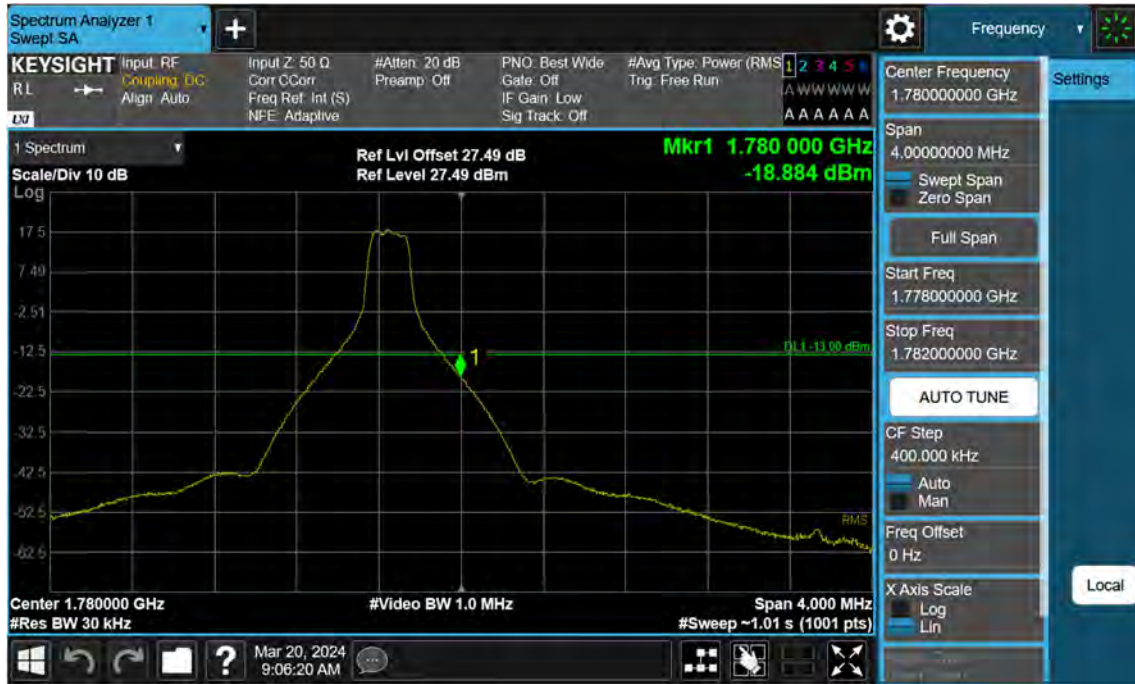 Spectrum Analyzer 1
Swept SA
Frequency
KEYSIGHT
RL
LXI
Input: RF
Coupling: DC
Align: Auto
Input Z: 50 Ω
Corr CCorr
Freq Ref: Int (S)
NFE: Adaptive
#Atten: 20 dB
Preamp: Off
PNO: Best Wide
Gate: Off
IF Gain: Low
Sig Track: Off
#Avg Type: Power (RMS
Trig: Free Run
1 2 3 4 5 6
A W W W W W
A A A A A A
1 Spectrum
Scale/Div 10 dB
Log
Ref Lvl Offset 27.49 dB
Ref Level 27.49 dBm
Mkr1 1.780 000 GHz
-18.884 dBm
17.5
7.49
-2.51
-12.5
-22.5
-32.5
-42.5
-52.5
-62.5
1
DL1 -13.00 dBm
RMS
Center 1.780000 GHz
#Video BW 1.0 MHz
Span 4.000 MHz
#Res BW 30 kHz
#Sweep ~1.01 s (1001 pts)
Center Frequency
1.780000000 GHz
Settings
Span
4.00000000 MHz
Swept Span
Zero Span
Full Span
Start Freq
1.778000000 GHz
Stop Freq
1.782000000 GHz
AUTO TUNE
CF Step
400.000 kHz
Auto
Man
Freq Offset
0 Hz
X Axis Scale
Log
Lin
Local
?
Mar 20, 2024
9:06:20 AM